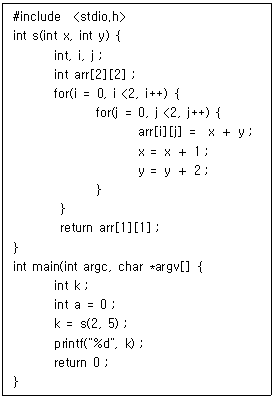 #include <stdio.h>
int s(int x, int y) {
int, i, j ;
int arr[2][2] ;
for(i = 0, i <2, i++) {
for(j = 0, j <2, j++) {
arr[i][j] = x + y ;
x = x + 1 ;
y = y + 2 ;
}
}
return arr[1][1] ;
}
int main(int argc, char *argv[] {
int k ;
int a = 0 ;
k = s(2, 5) ;
printf("%d", k) ;
return 0 ;
}